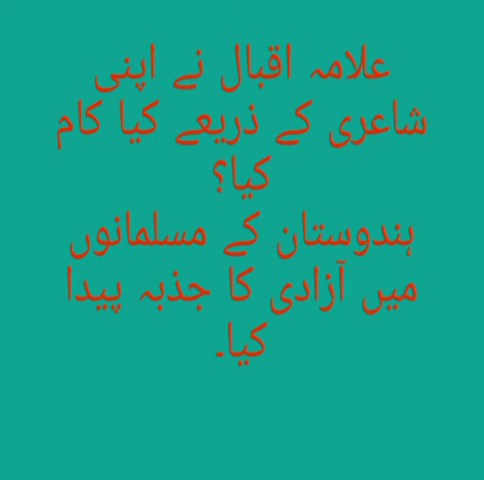 علامہ اقبال نے اپنی
شاعری کے ذریعے کیا کام
کیا؟
ہندوستان کے مسلمانوں
میں آزادی کا جذبہ پیدا
کیا۔